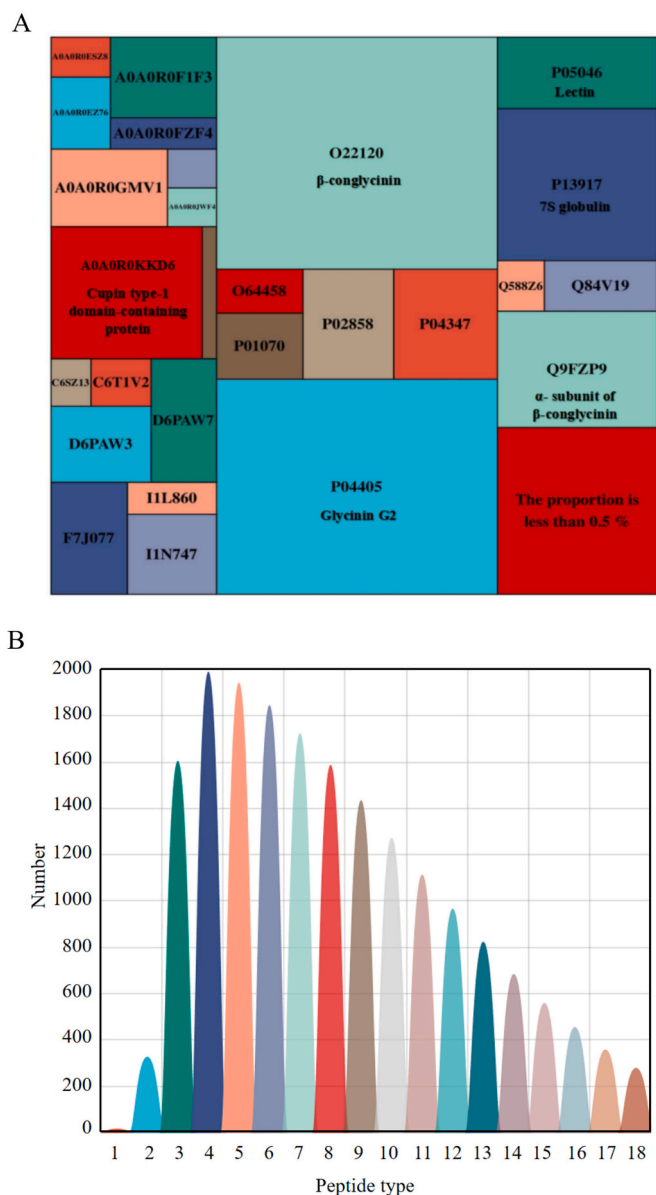 A
A0A0R0ESZ8
A0A0R0F1F3
A0A0R0EZ76
A0A0R0FZF4
A0A0R0GMV1
A0A0R0JWF4
A0A0R0KKD6
Cupin type-1
domain-containing
protein
C6SZ13
C6T1V2
D6PAW7
D6PAW3
I1L860
F7J077
I1N747
O22120
β-conglycinin
O64458
P01070
P02858
P04347
P04405
Glycinin G2
P05046
Lectin
P13917
7S globulin
Q588Z6
Q84V19
Q9FZP9
α- subunit of
β-conglycinin
The proportion is
less than 0.5 %
B
2000
1800
1600
1400
1200
1000
800
600
400
200
0
Number
1 2 3 4 5 6 7 8 9 10 11 12 13 14 15 16 17 18
Peptide type